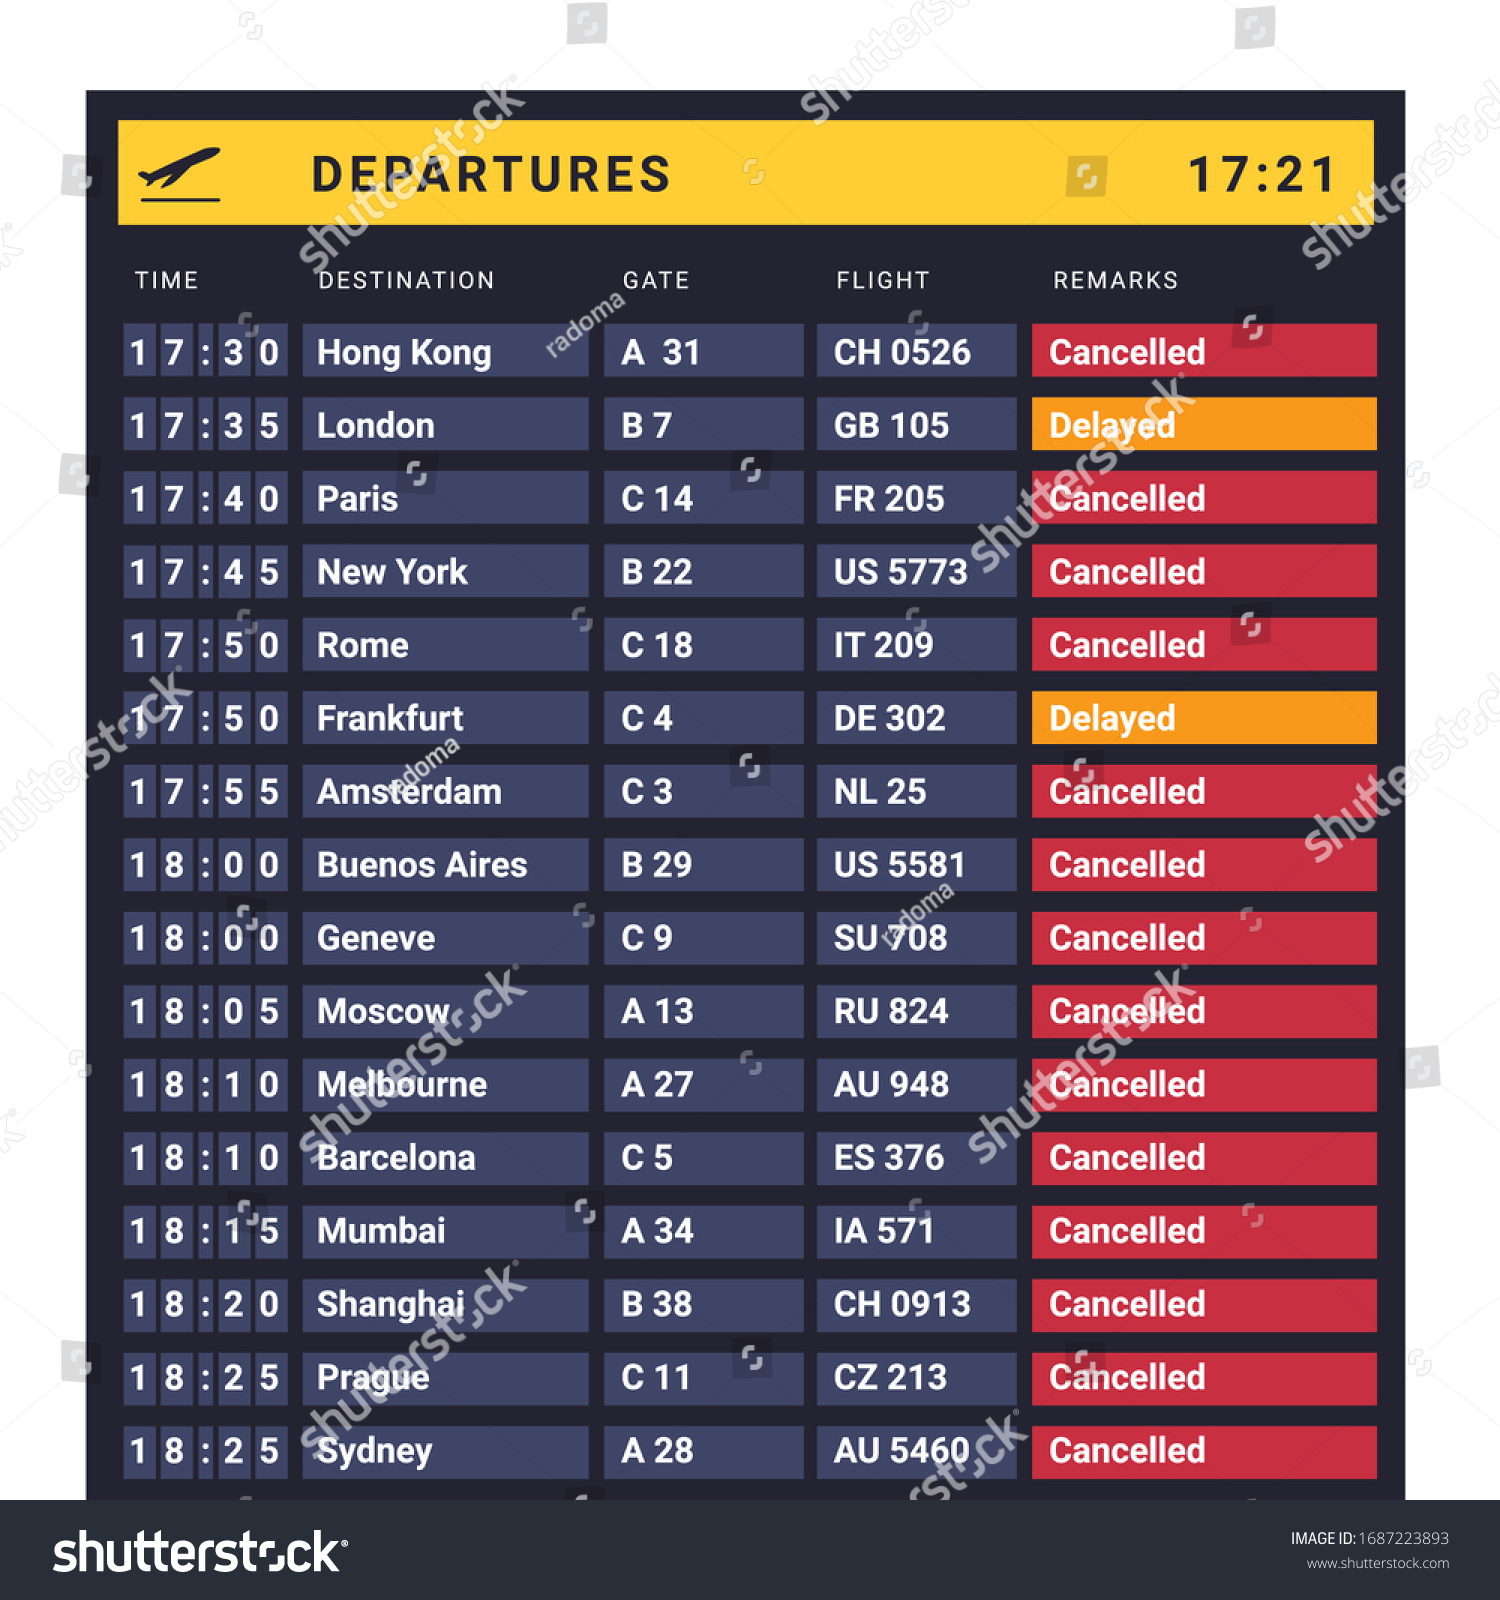 DEPARTURES 17:21
TIME DESTINATION GATE FLIGHT REMARKS
17:30 Hong Kong A 31 CH 0526 Cancelled
17:35 London B 7 GB 105 Delayed
17:40 Paris C 14 FR 205 Cancelled
17:45 New York B 22 US 5773 Cancelled
17:50 Rome C 18 IT 209 Cancelled
17:50 Frankfurt C 4 DE 302 Delayed
17:55 Amsterdam C 3 NL 25 Cancelled
18:00 Buenos Aires B 29 US 5581 Cancelled
18:00 Geneve C 9 SU 708 Cancelled
18:05 Moscow A 13 RU 824 Cancelled
18:10 Melbourne A 27 AU 948 Cancelled
18:10 Barcelona C 5 ES 376 Cancelled
18:15 Mumbai A 34 IA 571 Cancelled
18:20 Shanghai B 38 CH 0913 Cancelled
18:25 Prague C 11 CZ 213 Cancelled
18:25 Sydney A 28 AU 5460 Cancelled
shutterstock
radoma
IMAGE ID: 1687223893
www.shutterstock.com